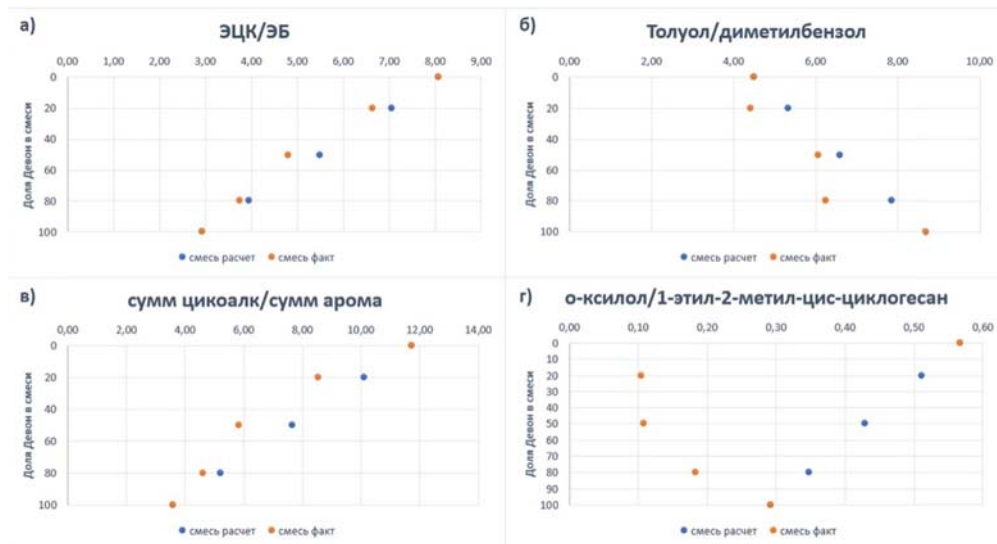 а)
ЭЦК/ЭБ
0,00 1,00 2,00 3,00 4,00 5,00 6,00 7,00 8,00 9,00
Доля Девон в смеси
0
20
40
60
80
100
смесь расчет смесь факт
б)
Толуол/диметилбензол
0,00 2,00 4,00 6,00 8,00 10,00
Доля Девон в смеси
0
20
40
60
80
100
смесь расчет смесь факт
в)
сумм цикоалк/сумм арома
0,00 2,00 4,00 6,00 8,00 10,00 12,00 14,00
Доля Девон в смеси
0
20
40
60
80
100
смесь расчет смесь факт
г)
о-ксилол/1-этил-2-метил-цис-циклогесан
0,00 0,10 0,20 0,30 0,40 0,50 0,60
Доля Девон в смеси
0
10
20
30
40
50
60
70
80
90
100
смесь расчет смесь факт